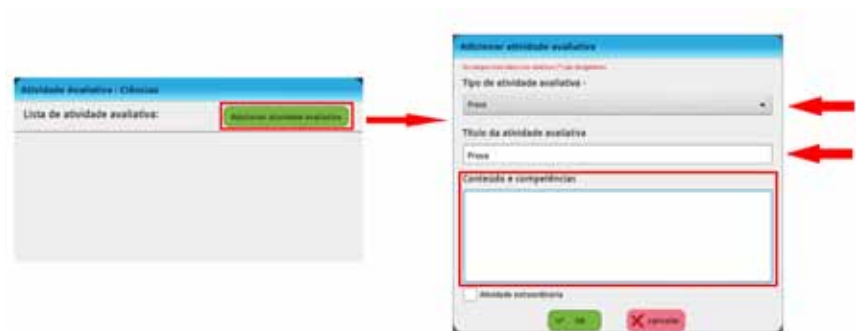 Atividade Avaliativa - Ciências
Lista de atividade avaliativa:
Adicionar atividade avaliativa
Adicionar atividade avaliativa
Tipo de atividade avaliativa
Prova
Título da atividade avaliativa
Prova
Conteúdo e competências
Atividade extraordinária
OK
cancelar